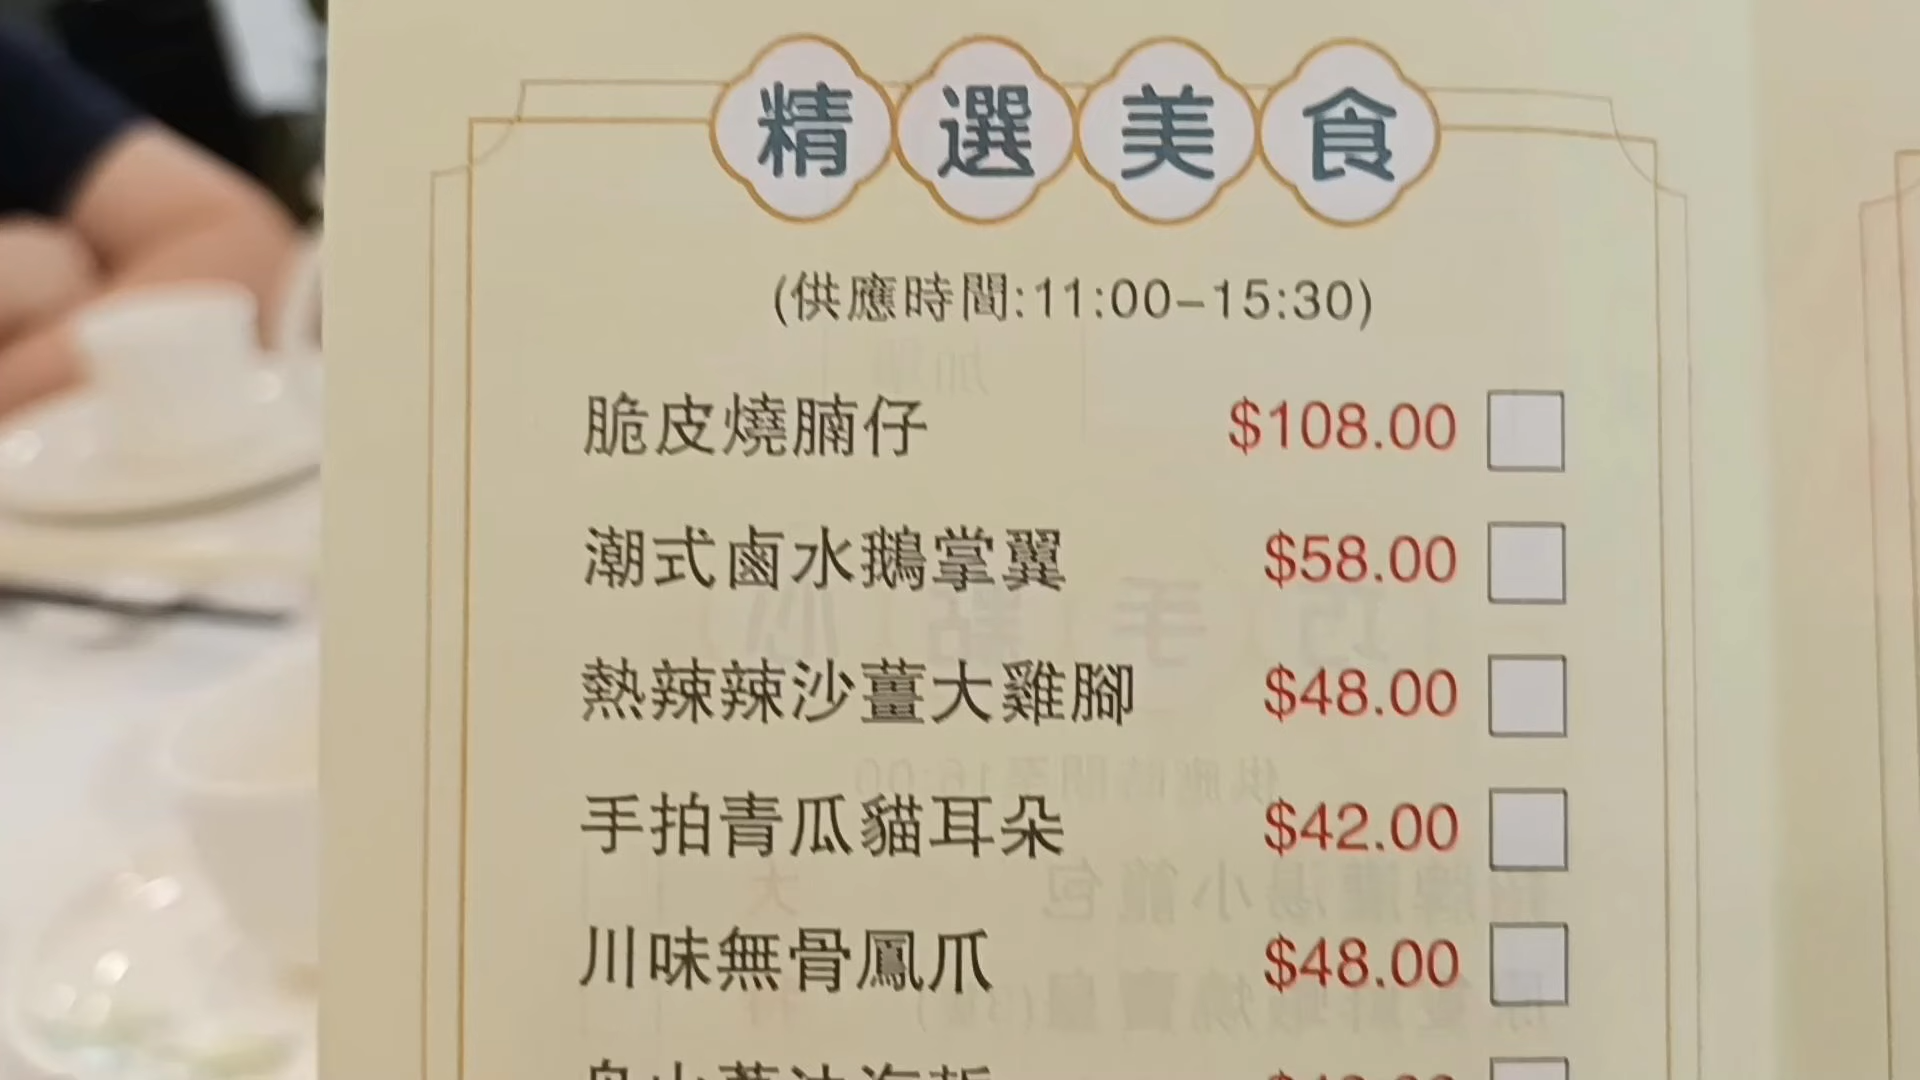 精選美食
(供應時間:11:00-15:30)
脆皮燒腩仔 $108.00
潮式鹵水鵝掌翼 $58.00
熱辣辣沙薑大雞腳 $48.00
手拍青瓜貓耳朵 $42.00
川味無骨鳳爪 $48.00